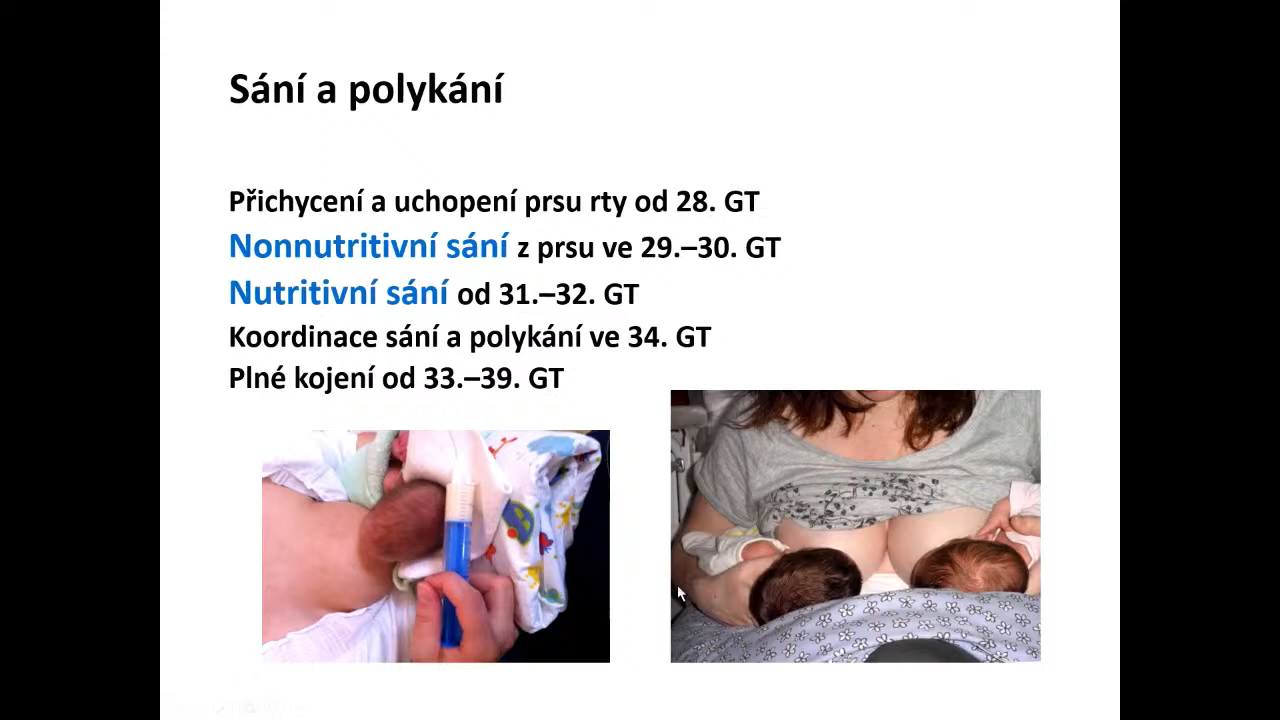 Sání a polykání
Přichycení a uchopení prsu rty od 28. GT
Nonnutritivní sání z prsu ve 29.–30. GT
Nutritivní sání od 31.–32. GT
Koordinace sání a polykání ve 34. GT
Plné kojení od 33.–39. GT